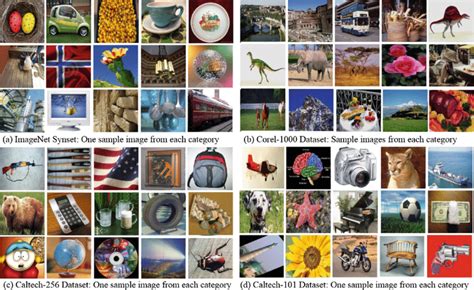 (a) ImageNet Synset: One sample image from each category
(b) Corel-1000 Dataset: Sample images from each category
(c) Caltech-256 Dataset: One sample image from each category
(d) Caltech-101 Dataset: One sample image from each category